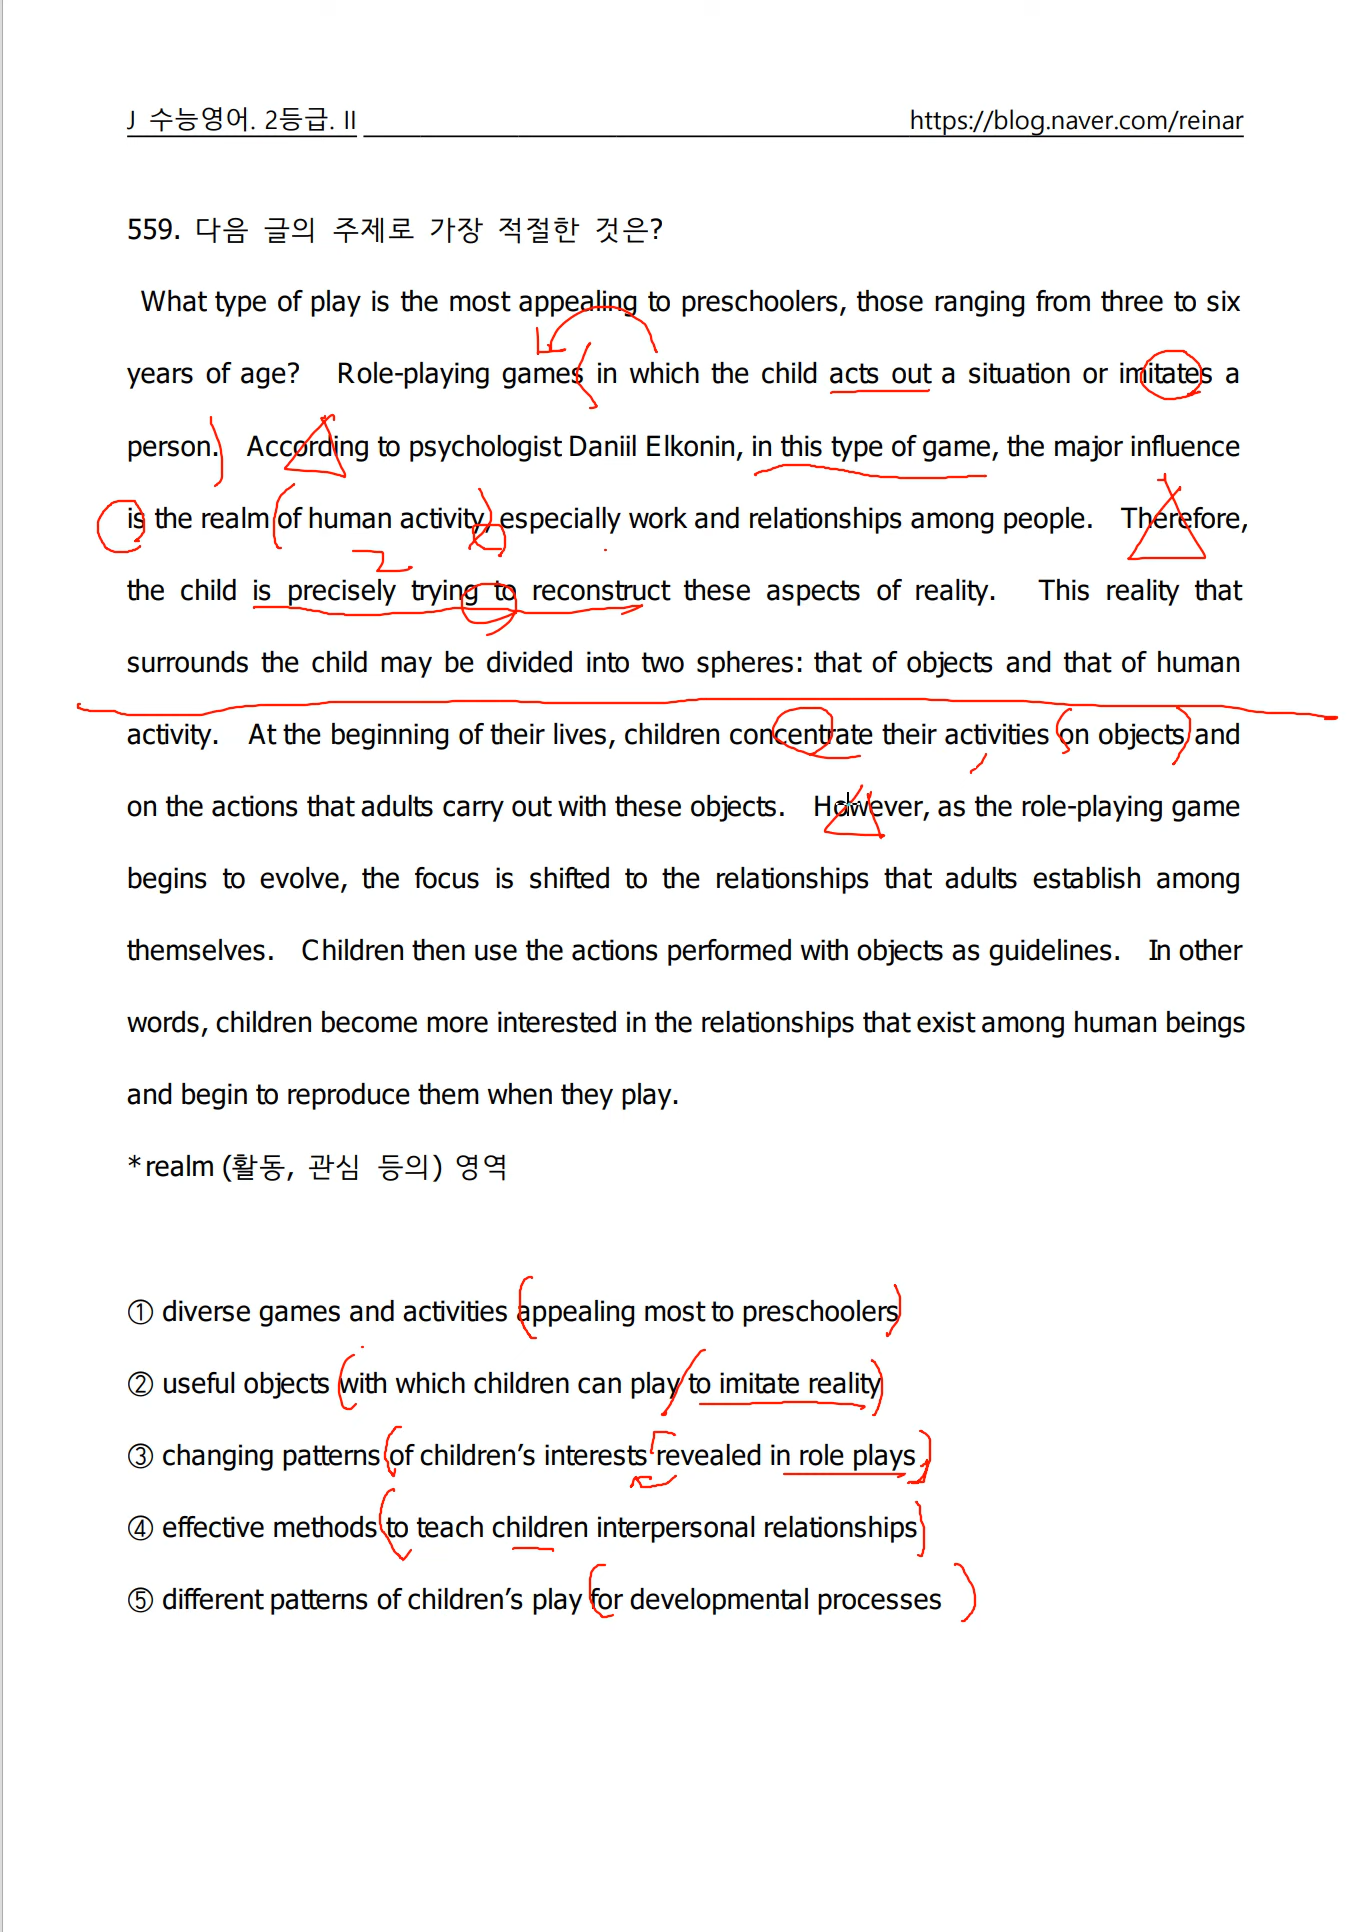 J 수능영어. 2등급. II https://blog.naver.com/reinar
559. 다음 글의 주제로 가장 적절한 것은?
What type of play is the most appealing to preschoolers, those ranging from three to six
years of age? Role-playing games in which the child acts out a situation or imitates a
person. According to psychologist Daniil Elkonin, in this type of game, the major influence
is the realm of human activity, especially work and relationships among people. Therefore,
the child is precisely trying to reconstruct these aspects of reality. This reality that
surrounds the child may be divided into two spheres: that of objects and that of human
activity. At the beginning of their lives, children concentrate their activities on objects and
on the actions that adults carry out with these objects. However, as the role-playing game
begins to evolve, the focus is shifted to the relationships that adults establish among
themselves. Children then use the actions performed with objects as guidelines. In other
words, children become more interested in the relationships that exist among human beings
and begin to reproduce them when they play.
*realm (활동, 관심 등의) 영역
① diverse games and activities appealing most to preschoolers
② useful objects with which children can play to imitate reality
③ changing patterns of children's interests revealed in role plays
④ effective methods to teach children interpersonal relationships
⑤ different patterns of children's play for developmental processes